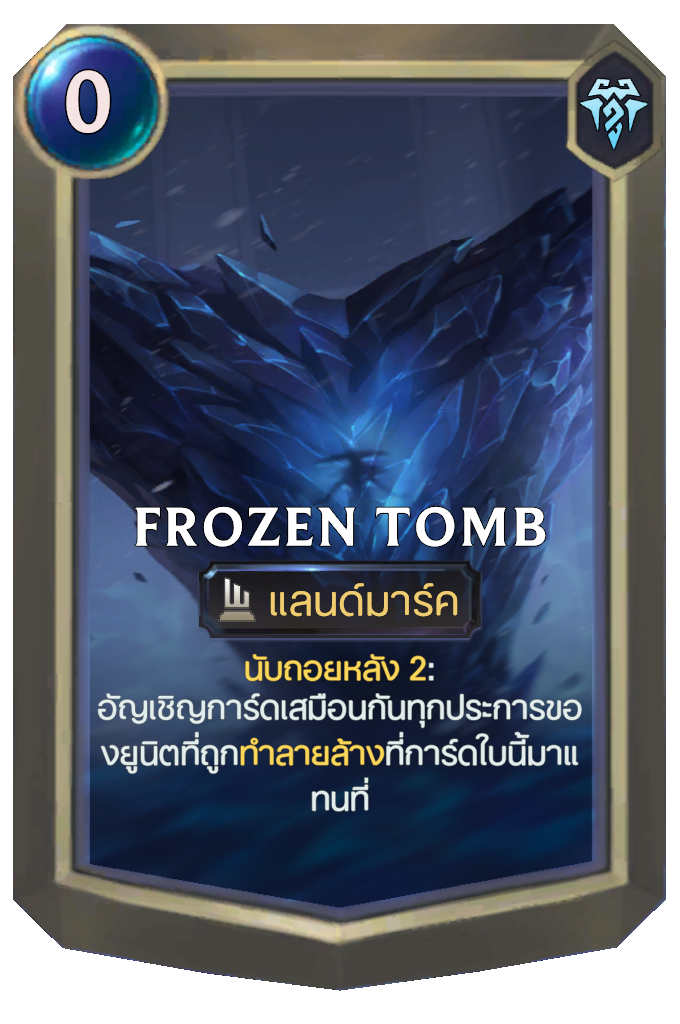 0
FROZEN TOMB
แลนด์มาร์ค
นับถอยหลัง 2:
อัญเชิญการ์ดเสมือนกันทุกประการขอ
งยูนิตที่ถูกทำลายล้างที่การ์ดใบนี้มาแ
ทนที่